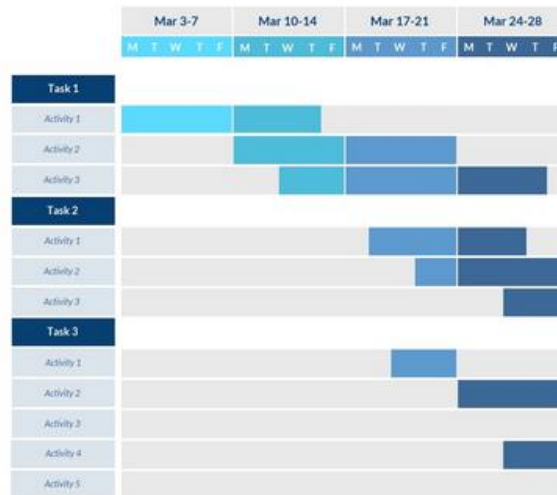 Mar 3-7 Mar 10-14 Mar 17-21 Mar 24-28
M T W T F M T W T F M T W T F M T W T F
Task 1
Activity 1
Activity 2
Activity 3
Task 2
Activity 1
Activity 2
Activity 3
Task 3
Activity 1
Activity 2
Activity 3
Activity 4
Activity 5